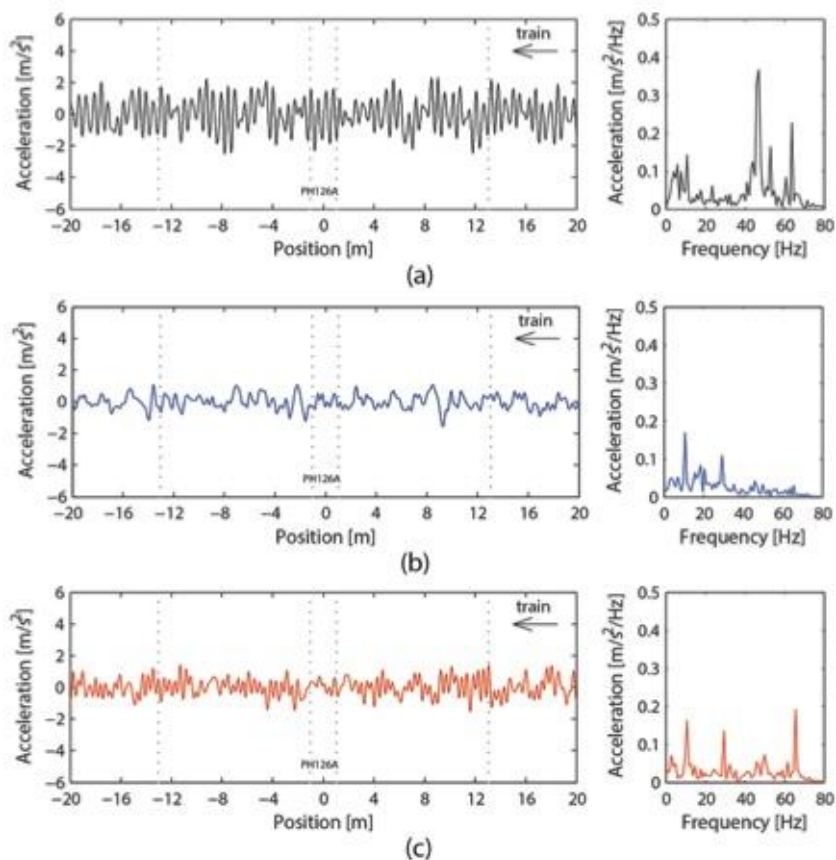 Acceleration [m/s²]
6
4
2
0
−2
−4
−6
train
PH126A
−20 −16 −12 −8 −4 0 4 8 12 16 20
Position [m]
Acceleration [m/s²/Hz]
0.5
0.4
0.3
0.2
0.1
0
0 20 40 60 80
Frequency [Hz]
(a)
Acceleration [m/s²]
6
4
2
0
−2
−4
−6
train
PH126A
−20 −16 −12 −8 −4 0 4 8 12 16 20
Position [m]
Acceleration [m/s²/Hz]
0.5
0.4
0.3
0.2
0.1
0
0 20 40 60 80
Frequency [Hz]
(b)
Acceleration [m/s²]
6
4
2
0
−2
−4
−6
train
PH126A
−20 −16 −12 −8 −4 0 4 8 12 16 20
Position [m]
Acceleration [m/s²/Hz]
0.5
0.4
0.3
0.2
0.1
0
0 20 40 60 80
Frequency [Hz]
(c)